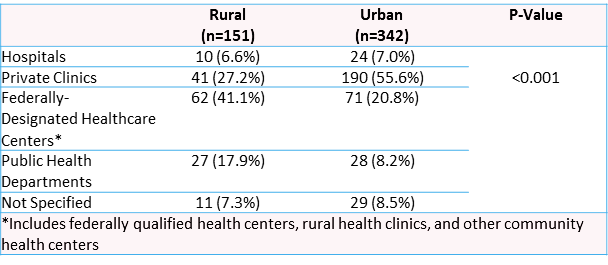 Rural Urban P-Value
(n=151) (n=342)
Hospitals 10 (6.6%) 24 (7.0%)
Private Clinics 41 (27.2%) 190 (55.6%) <0.001
Federally- 62 (41.1%) 71 (20.8%)
Designated Healthcare
Centers*
Public Health 27 (17.9%) 28 (8.2%)
Departments
Not Specified 11 (7.3%) 29 (8.5%)
*Includes federally qualified health centers, rural health clinics, and other community
health centers